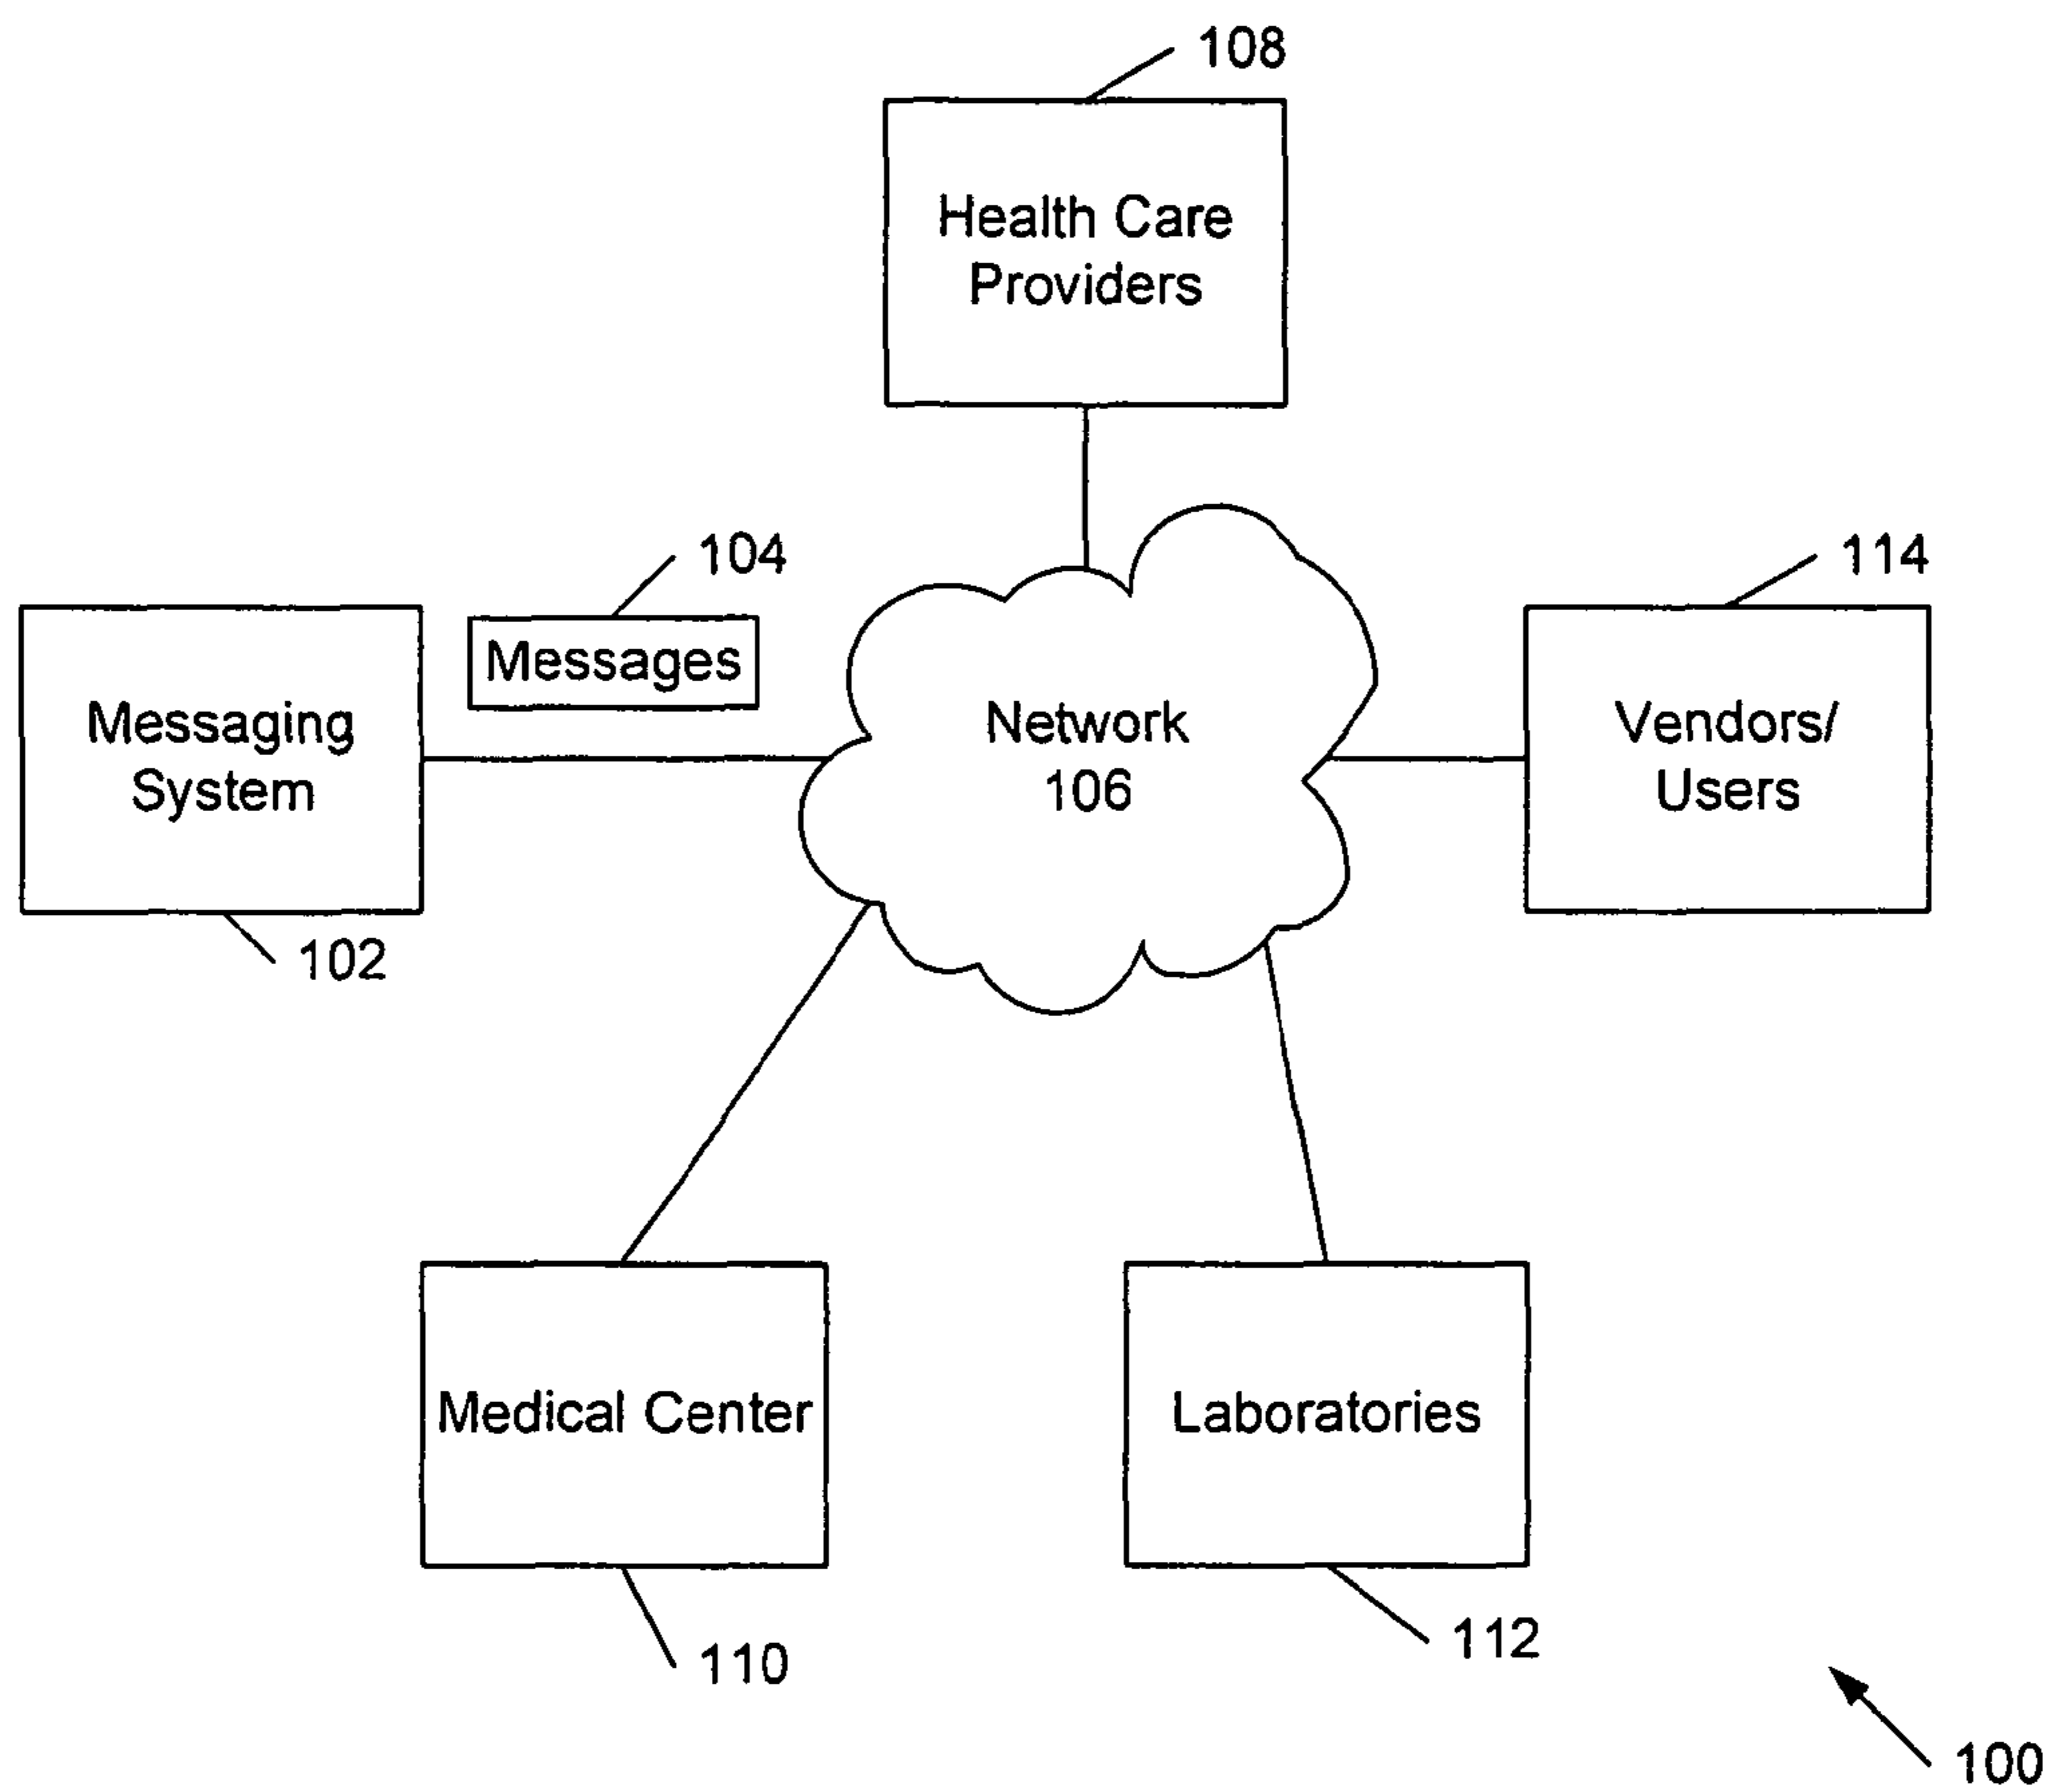 108
Health Care
Providers
104
114
Messages
Messaging
System
Network
106
Vendors/
Users
102
Medical Center
Laboratories
110
112
100